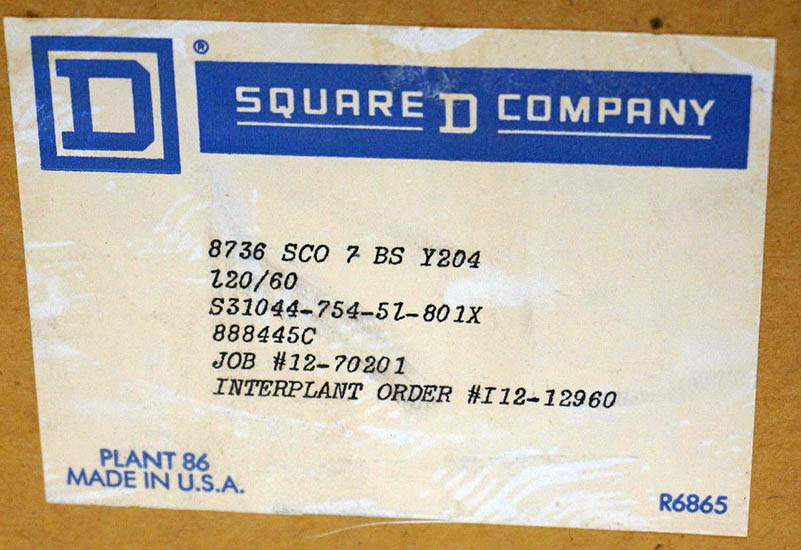 D ®
SQUARE D COMPANY
8736 SCO 7 BS Y204
120/60
S31044-754-51-801X
888445C
JOB #12-70201
INTERPLANT ORDER #I12-12960
PLANT 86
MADE IN U.S.A.
R6865